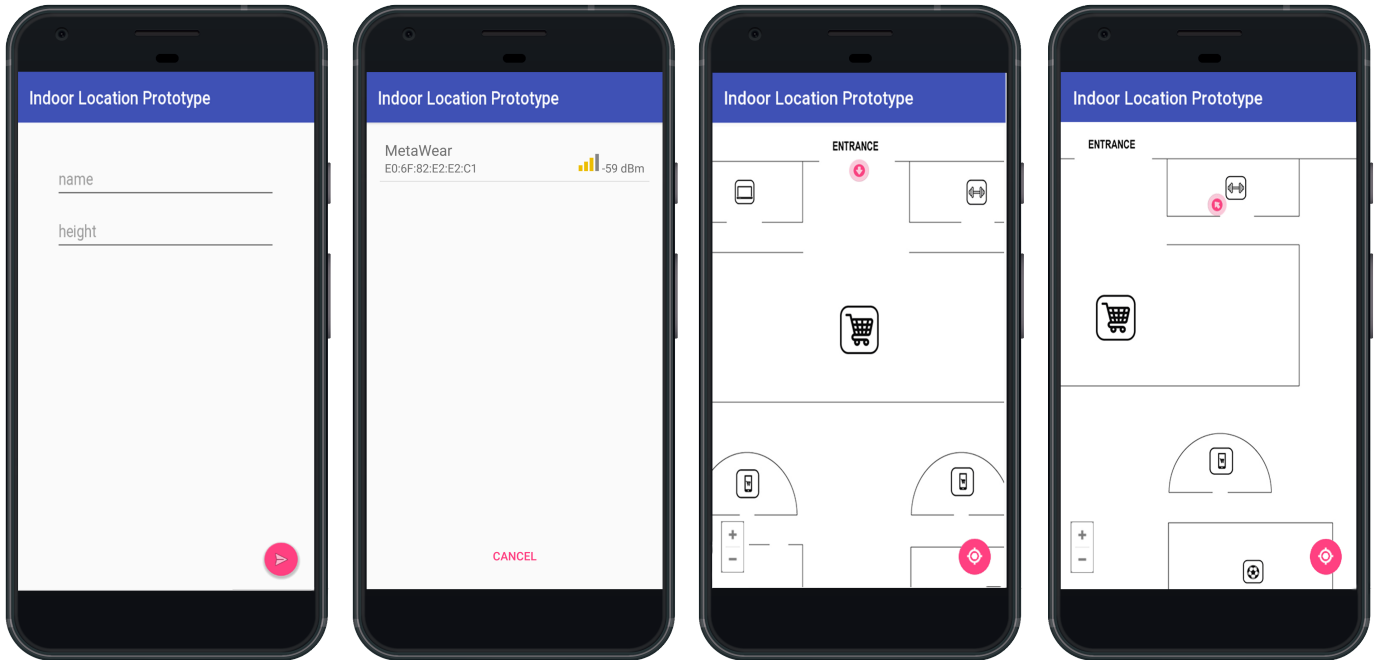 Indoor Location Prototype
name
height
Indoor Location Prototype
MetaWear
E0:6F:82:E2:E2:C1
-59 dBm
CANCEL
Indoor Location Prototype
ENTRANCE
+
−
Indoor Location Prototype
ENTRANCE
+
−